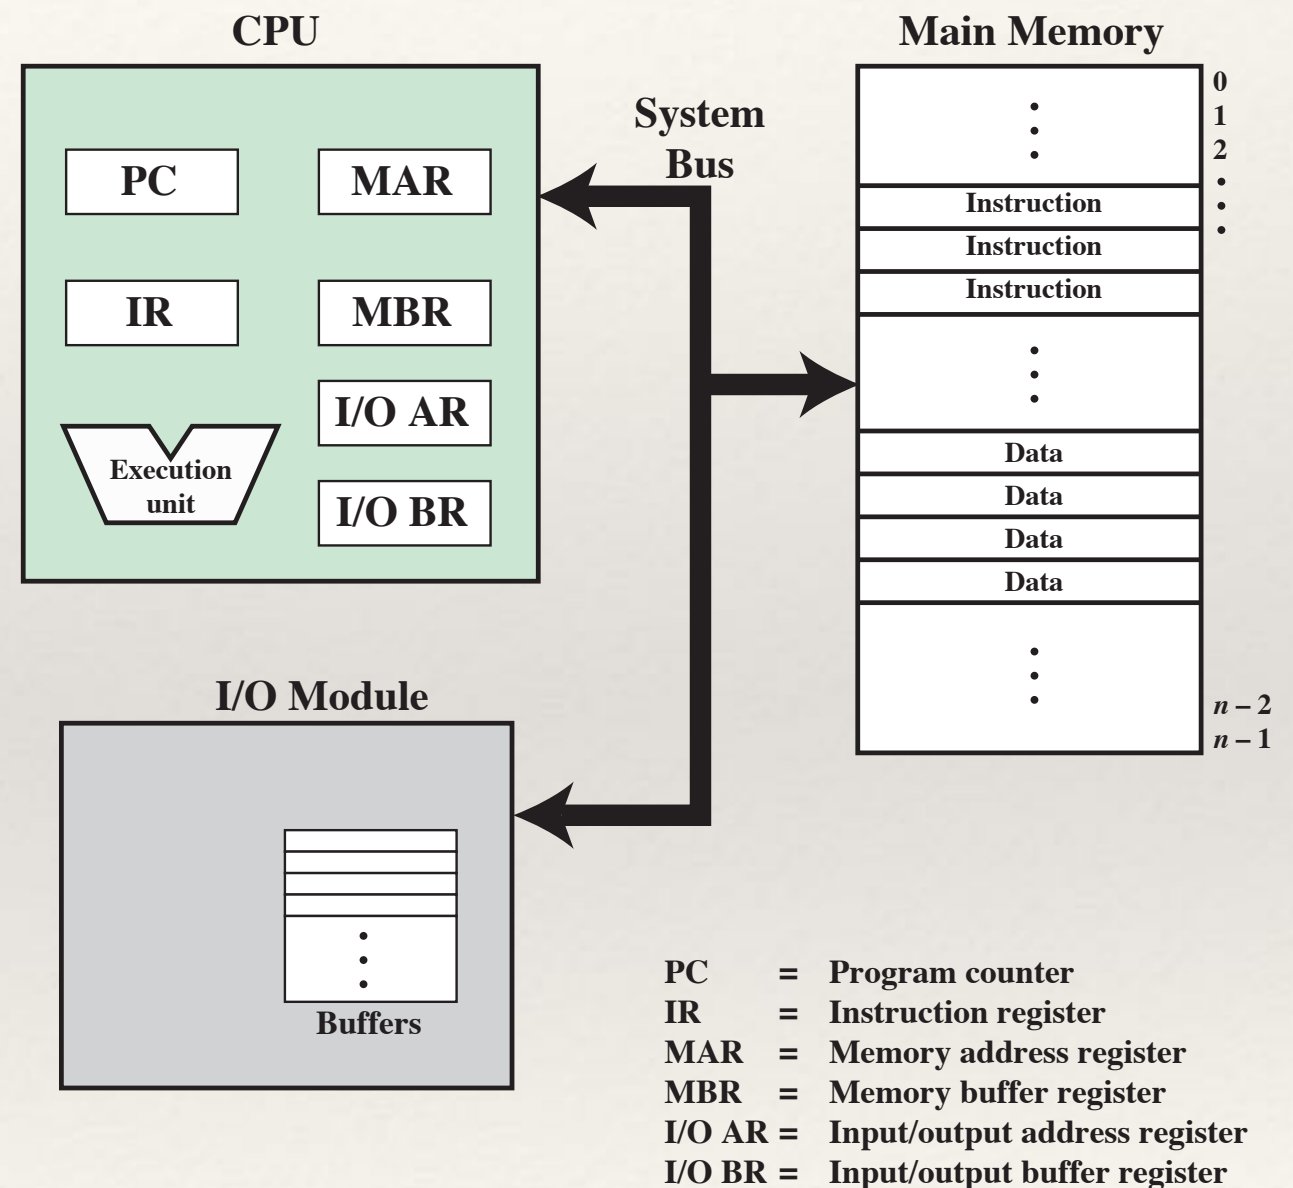 CPU
PC
MAR
IR
MBR
I/O AR
Execution
unit
I/O BR
System
Bus
Main Memory
0
1
2
Instruction
Instruction
Instruction
Data
Data
Data
Data
n – 2
n – 1
I/O Module
Buffers
PC = Program counter
IR = Instruction register
MAR = Memory address register
MBR = Memory buffer register
I/O AR = Input/output address register
I/O BR = Input/output buffer register